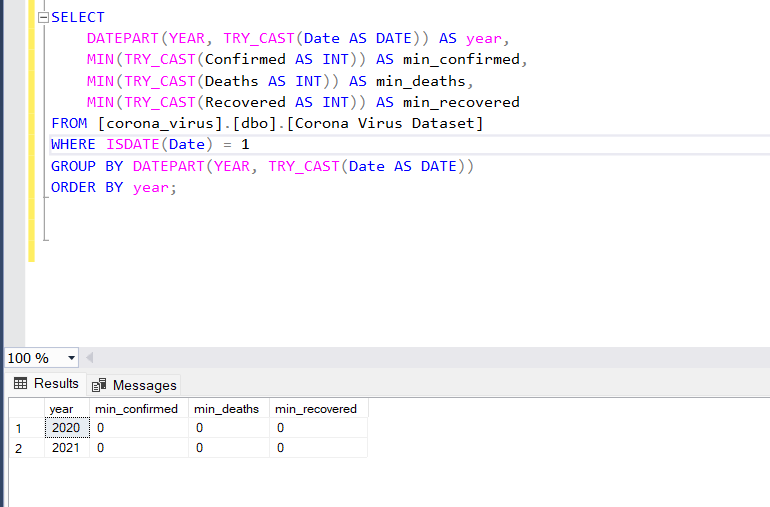 SELECT
DATEPART(YEAR, TRY_CAST(Date AS DATE)) AS year,
MIN(TRY_CAST(Confirmed AS INT)) AS min_confirmed,
MIN(TRY_CAST(Deaths AS INT)) AS min_deaths,
MIN(TRY_CAST(Recovered AS INT)) AS min_recovered
FROM [corona_virus].[dbo].[Corona Virus Dataset]
WHERE ISDATE(Date) = 1
GROUP BY DATEPART(YEAR, TRY_CAST(Date AS DATE))
ORDER BY year;
100 %
Results Messages
year min_confirmed min_deaths min_recovered
1 2020 0 0 0
2 2021 0 0 0